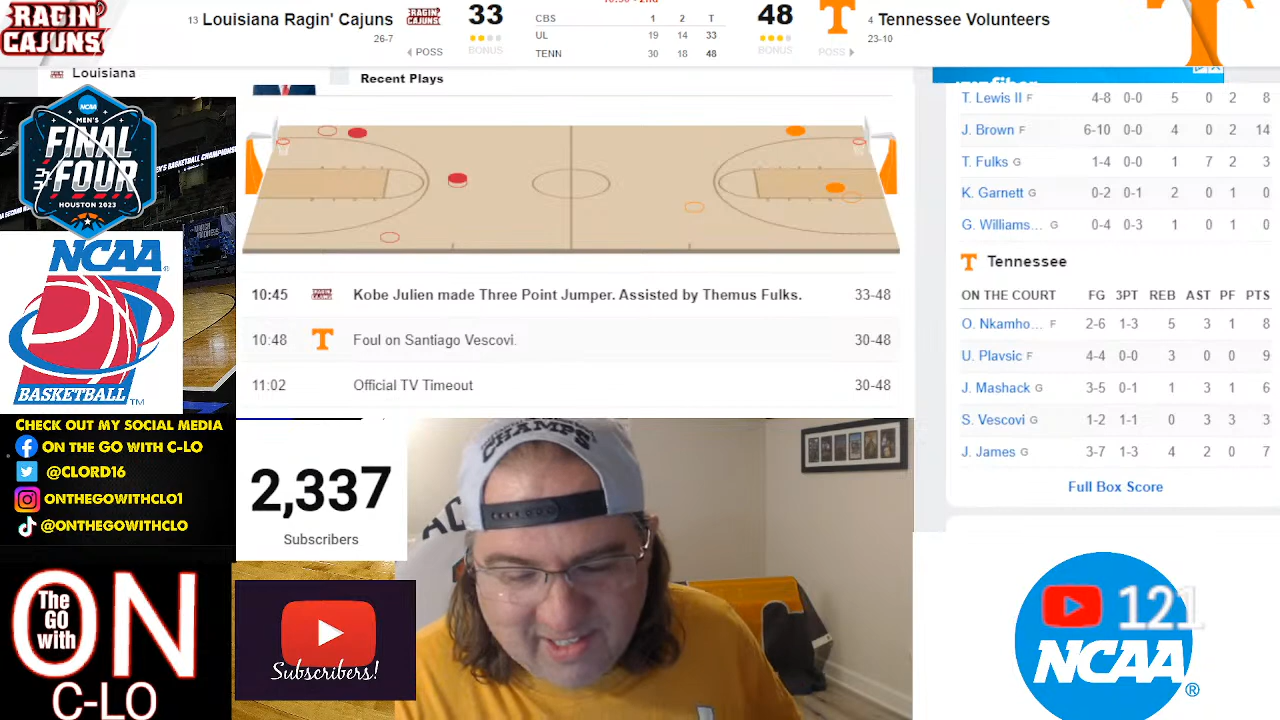 RAGIN' CAJUNS
13 Louisiana Ragin' Cajuns
26-7
RAGIN' CAJUNS
POSS
33
BONUS
CBS 1 2 T
UL 19 14 33
TENN 30 18 48
48
BONUS
T
POSS
4 Tennessee Volunteers
23-10
T
Louisiana
Recent Plays
10:45 Kobe Julien made Three Point Jumper. Assisted by Themus Fulks. 33-48
10:48 T Foul on Santiago Vescovi. 30-48
11:02 Official TV Timeout 30-48
T. Lewis II F 4-8 0-0 5 0 2 8
J. Brown F 6-10 0-0 4 0 2 14
T. Fulks G 1-4 0-0 1 7 2 3
K. Garnett G 0-2 0-1 2 0 1 0
G. Williams... G 0-4 0-3 1 0 1 0
T Tennessee
ON THE COURT FG 3PT REB AST PF PTS
O. Nkamho... F 2-6 1-3 5 3 1 8
U. Plavsic F 4-4 0-0 3 0 0 9
J. Mashack G 3-5 0-1 1 3 1 6
S. Vescovi G 1-2 1-1 0 3 3 3
J. James G 3-7 1-3 4 2 0 7
Full Box Score
NCAA
MEN'S
FINAL
FOUR
HOUSTON 2023
NCAA
BASKETBALL TM
CHECK OUT MY SOCIAL MEDIA
ON THE GO WITH C-LO
@CLORD16
ONTHEGOWITHCLO1
@ONTHEGOWITHCLO
The GO with
ON
C-LO
2,337
Subscribers
Subscribers!
CHAMPS
121
NCAA®